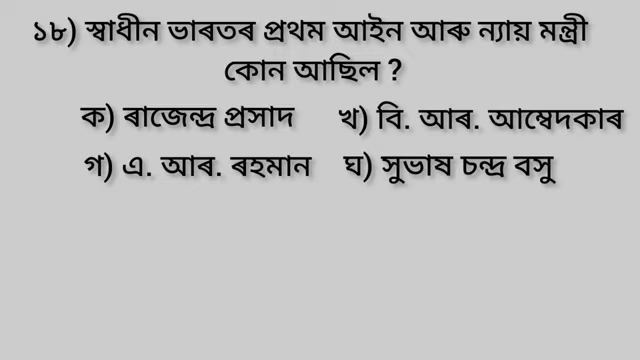 ১৮) স্বাধীন ভাৰতৰ প্ৰথম আইন আৰু ন্যায় মন্ত্ৰী
কোন আছিল ?
ক) ৰাজেন্দ্ৰ প্ৰসাদ খ) বি. আৰ. আম্বেদকাৰ
গ) এ. আৰ. ৰহমান ঘ) সুভাষ চন্দ্ৰ বসু